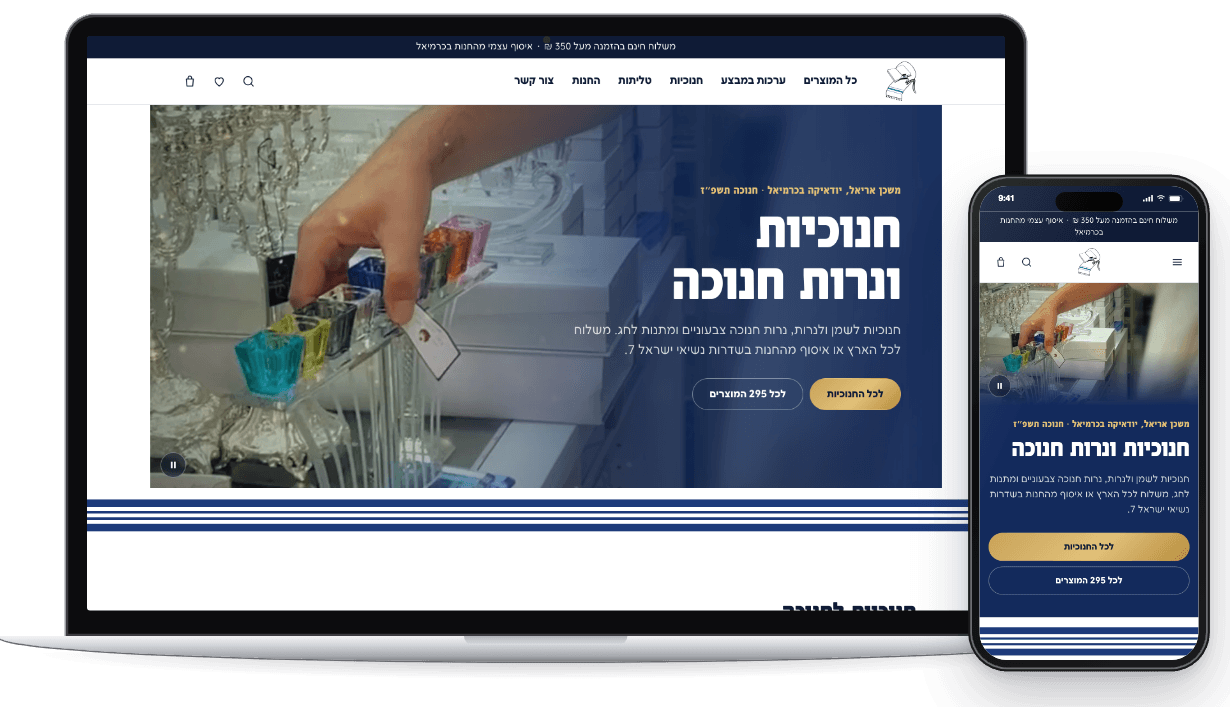 משלוח חינם בהזמנה מעל 350 ₪ · איסוף עצמי מהחנות בכרמיאל
כל המוצרים ערכות במבצע חנוכיות טליתות החנות צור קשר
משכן אריאל, יודאיקה בכרמיאל · חנוכה תשפ״ז
חנוכיות
ונרות חנוכה
חנוכיות לשמן ולנרות, נרות חנוכה צבעוניים ומתנות לחג. משלוח
לכל הארץ או איסוף מהחנות בשדרות נשיאי ישראל 7.
לכל החנוכיות לכל 295 המוצרים
חנוכיות לחנוכה
9:41
משלוח חינם בהזמנה מעל 350 ₪ · איסוף עצמי מהחנות
בכרמיאל
משכן אריאל, יודאיקה בכרמיאל · חנוכה תשפ״ז
חנוכיות ונרות חנוכה
חנוכיות לשמן ולנרות, נרות חנוכה צבעוניים ומתנות
לחג. משלוח לכל הארץ או איסוף מהחנות בשדרות
נשיאי ישראל 7.
לכל החנוכיות
לכל 295 המוצרים